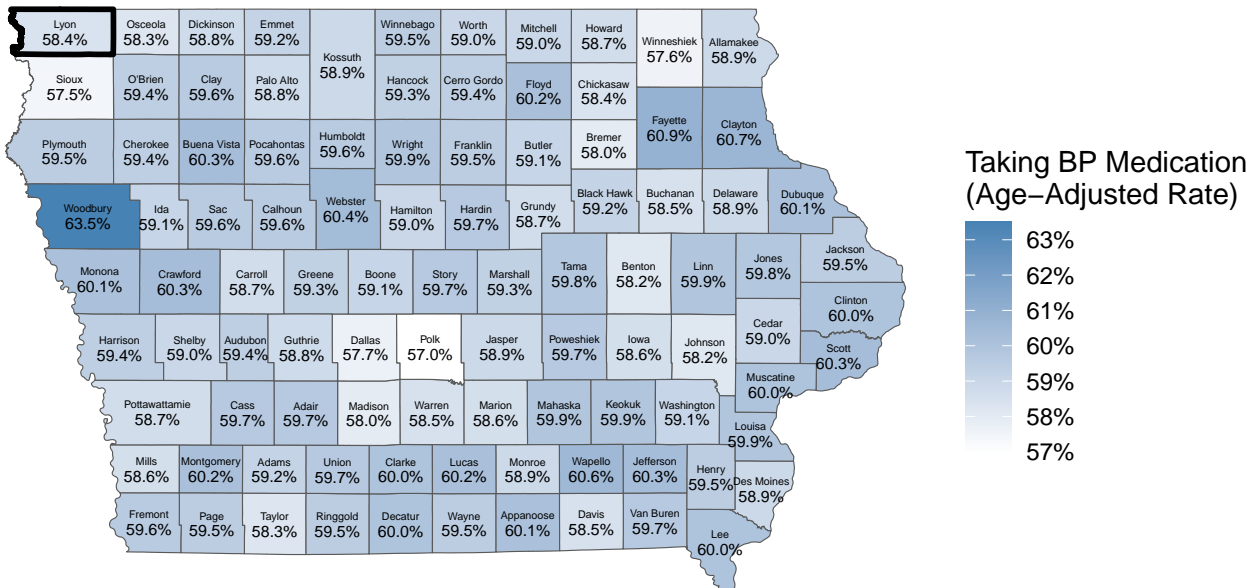 Lyon
58.4%
Osceola
58.3%
Dickinson
58.8%
Emmet
59.2%
Kossuth
58.9%
Winnebago
59.5%
Worth
59.0%
Mitchell
59.0%
Howard
58.7%
Winneshiek
57.6%
Allamakee
58.9%
Sioux
57.5%
O'Brien
59.4%
Clay
59.6%
Palo Alto
58.8%
Hancock
59.3%
Cerro Gordo
59.4%
Floyd
60.2%
Chickasaw
58.4%
Fayette
60.9%
Clayton
60.7%
Plymouth
59.5%
Cherokee
59.4%
Buena Vista
60.3%
Pocahontas
59.6%
Humboldt
59.6%
Wright
59.9%
Franklin
59.5%
Butler
59.1%
Bremer
58.0%
Woodbury
63.5%
Ida
59.1%
Sac
59.6%
Calhoun
59.6%
Webster
60.4%
Hamilton
59.0%
Hardin
59.7%
Grundy
58.7%
Black Hawk
59.2%
Buchanan
58.5%
Delaware
58.9%
Dubuque
60.1%
Monona
60.1%
Crawford
60.3%
Carroll
58.7%
Greene
59.3%
Boone
59.1%
Story
59.7%
Marshall
59.3%
Tama
59.8%
Benton
58.2%
Linn
59.9%
Jones
59.8%
Jackson
59.5%
Clinton
60.0%
Harrison
59.4%
Shelby
59.0%
Audubon
59.4%
Guthrie
58.8%
Dallas
57.7%
Polk
57.0%
Jasper
58.9%
Poweshiek
59.7%
Iowa
58.6%
Johnson
58.2%
Cedar
59.0%
Scott
60.3%
Muscatine
60.0%
Pottawattamie
58.7%
Cass
59.7%
Adair
59.7%
Madison
58.0%
Warren
58.5%
Marion
58.6%
Mahaska
59.9%
Keokuk
59.9%
Washington
59.1%
Louisa
59.9%
Mills
58.6%
Montgomery
60.2%
Adams
59.2%
Union
59.7%
Clarke
60.0%
Lucas
60.2%
Monroe
58.9%
Wapello
60.6%
Jefferson
60.3%
Henry
59.5%
Des Moines
58.9%
Fremont
59.6%
Page
59.5%
Taylor
58.3%
Ringgold
59.5%
Decatur
60.0%
Wayne
59.5%
Appanoose
60.1%
Davis
58.5%
Van Buren
59.7%
Lee
60.0%
Taking BP Medication
(Age−Adjusted Rate)
63%
62%
61%
60%
59%
58%
57%